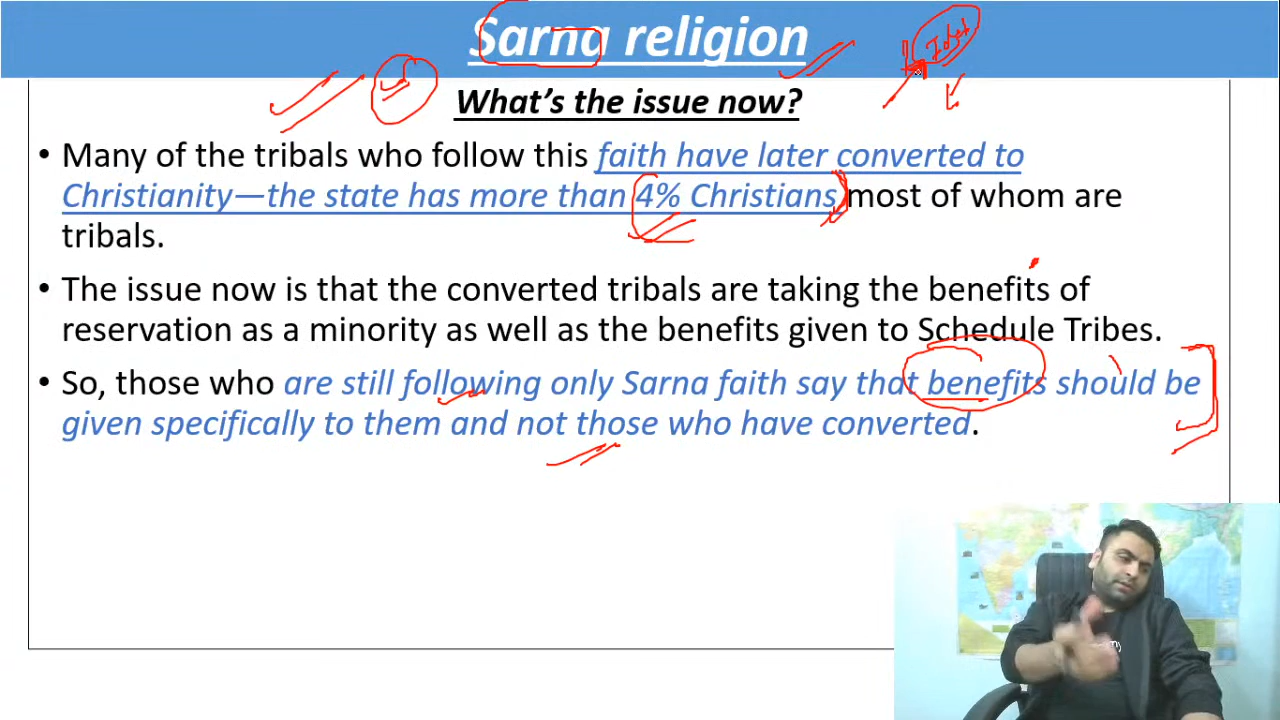 Sarna religion
What's the issue now?
• Many of the tribals who follow this faith have later converted to
Christianity—the state has more than 4% Christians, most of whom are
tribals.
• The issue now is that the converted tribals are taking the benefits of
reservation as a minority as well as the benefits given to Schedule Tribes.
• So, those who are still following only Sarna faith say that benefits should be
given specifically to them and not those who have converted.